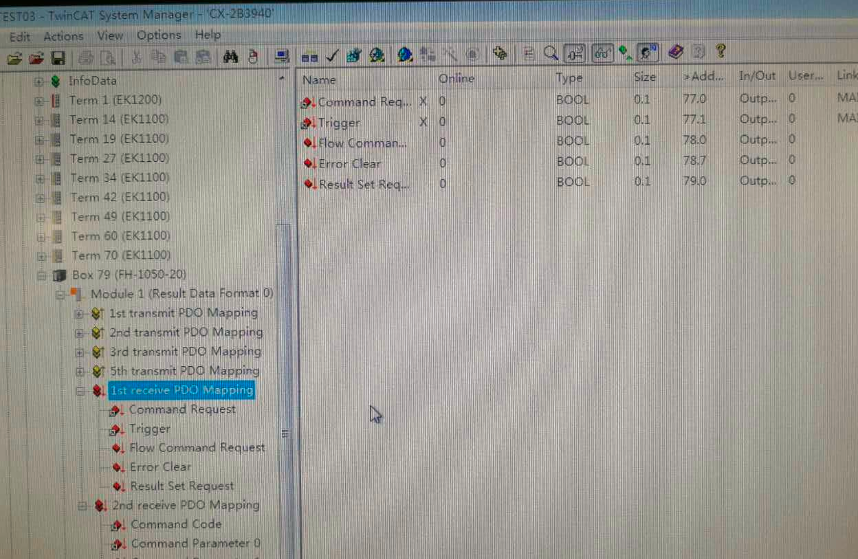 TEST03 - TwinCAT System Manager - 'CX-2B3940'
Edit Actions View Options Help
InfoData
Term 1 (EK1200)
Term 14 (EK1100)
Term 19 (EK1100)
Term 27 (EK1100)
Term 34 (EK1100)
Term 42 (EK1100)
Term 49 (EK1100)
Term 60 (EK1100)
Term 70 (EK1100)
Box 79 (FH-1050-20)
Module 1 (Result Data Format 0)
1st transmit PDO Mapping
2nd transmit PDO Mapping
3rd transmit PDO Mapping
5th transmit PDO Mapping
1st receive PDO Mapping
Command Request
Trigger
Flow Command Request
Error Clear
Result Set Request
2nd receive PDO Mapping
Command Code
Command Parameter 0
Name Online Type Size >Add... In/Out User... Link
Command Req... X 0 BOOL 0.1 77.0 Outp... 0 MA
Trigger X 0 BOOL 0.1 77.1 Outp... 0 MA
Flow Comman... 0 BOOL 0.1 78.0 Outp... 0
Error Clear 0 BOOL 0.1 78.7 Outp... 0
Result Set Req... 0 BOOL 0.1 79.0 Outp... 0